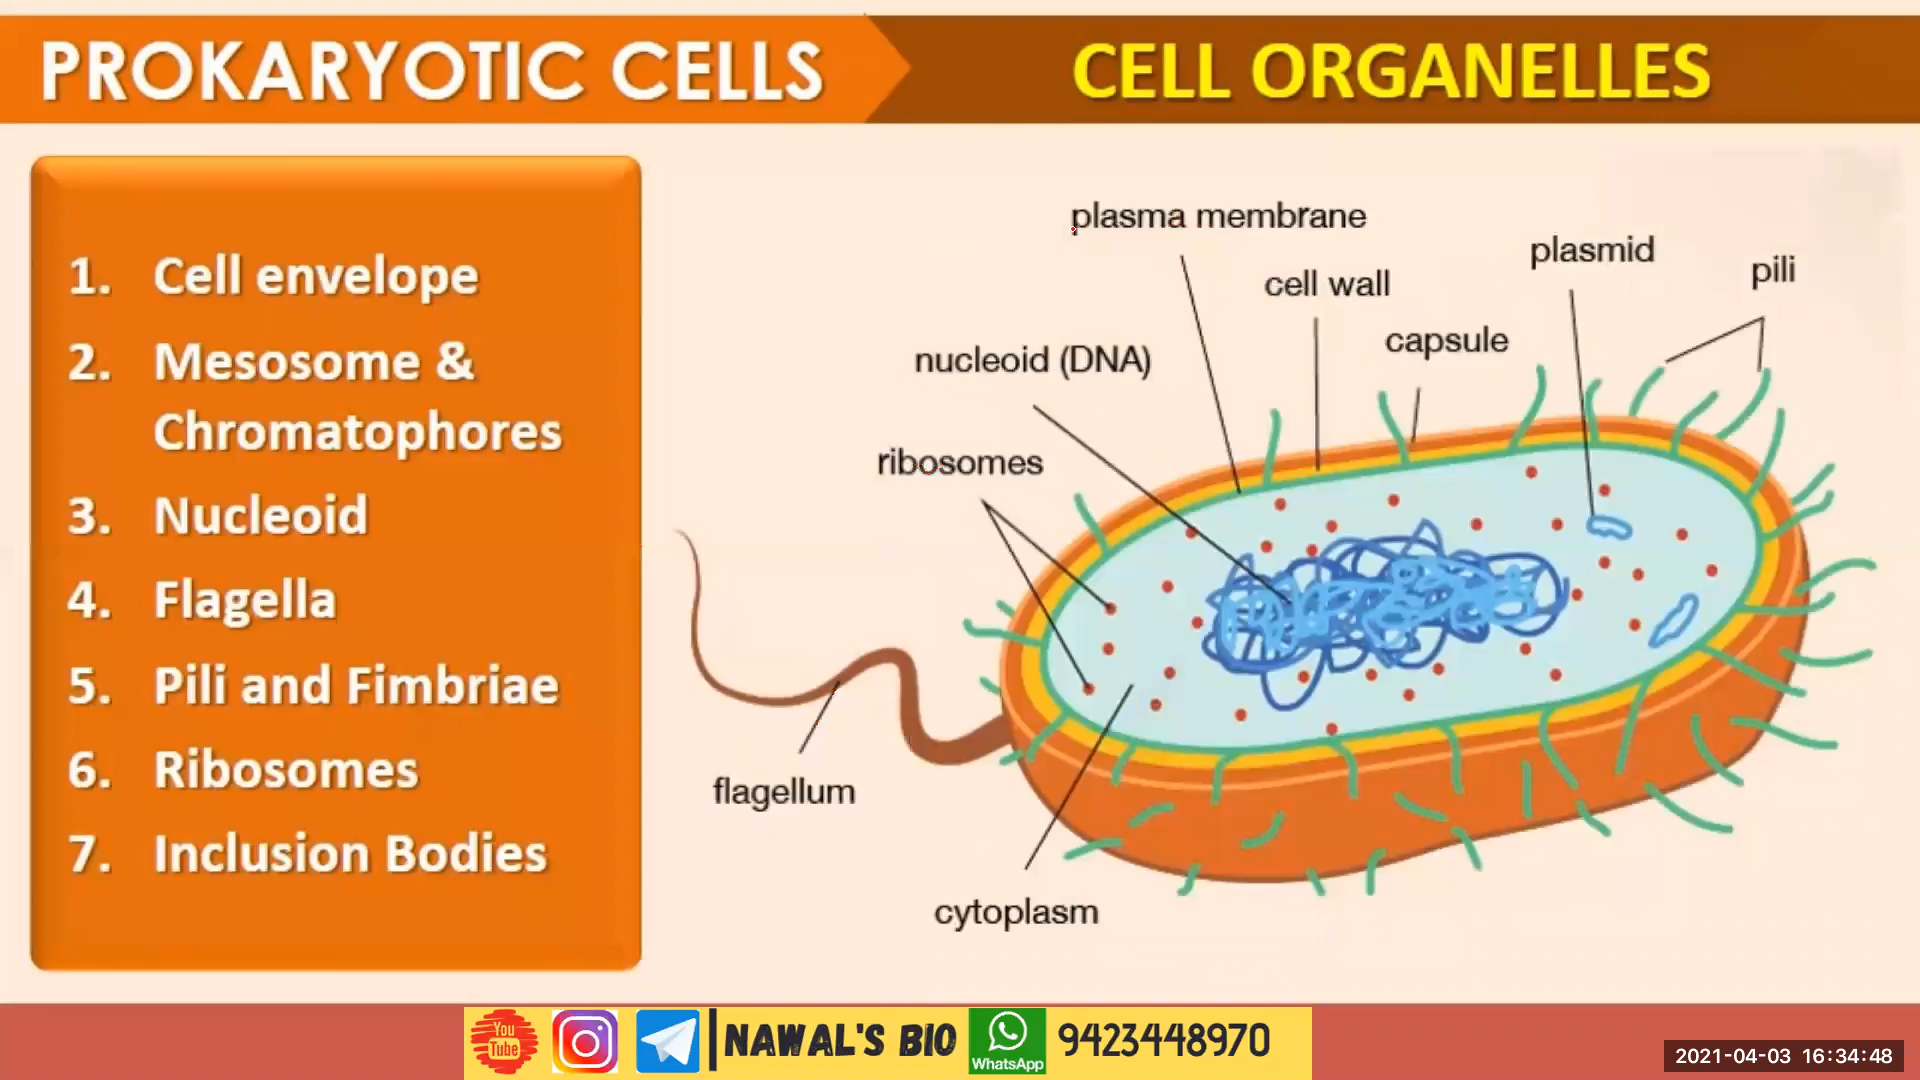 PROKARYOTIC CELLS
CELL ORGANELLES
1. Cell envelope
2. Mesosome &
Chromatophores
3. Nucleoid
4. Flagella
5. Pili and Fimbriae
6. Ribosomes
7. Inclusion Bodies
plasma membrane
plasmid
pili
cell wall
capsule
nucleoid (DNA)
ribosomes
flagellum
cytoplasm
You
Tube
NAWAL'S BIO
WhatsApp
9423448970
2021-04-03 16:34:48